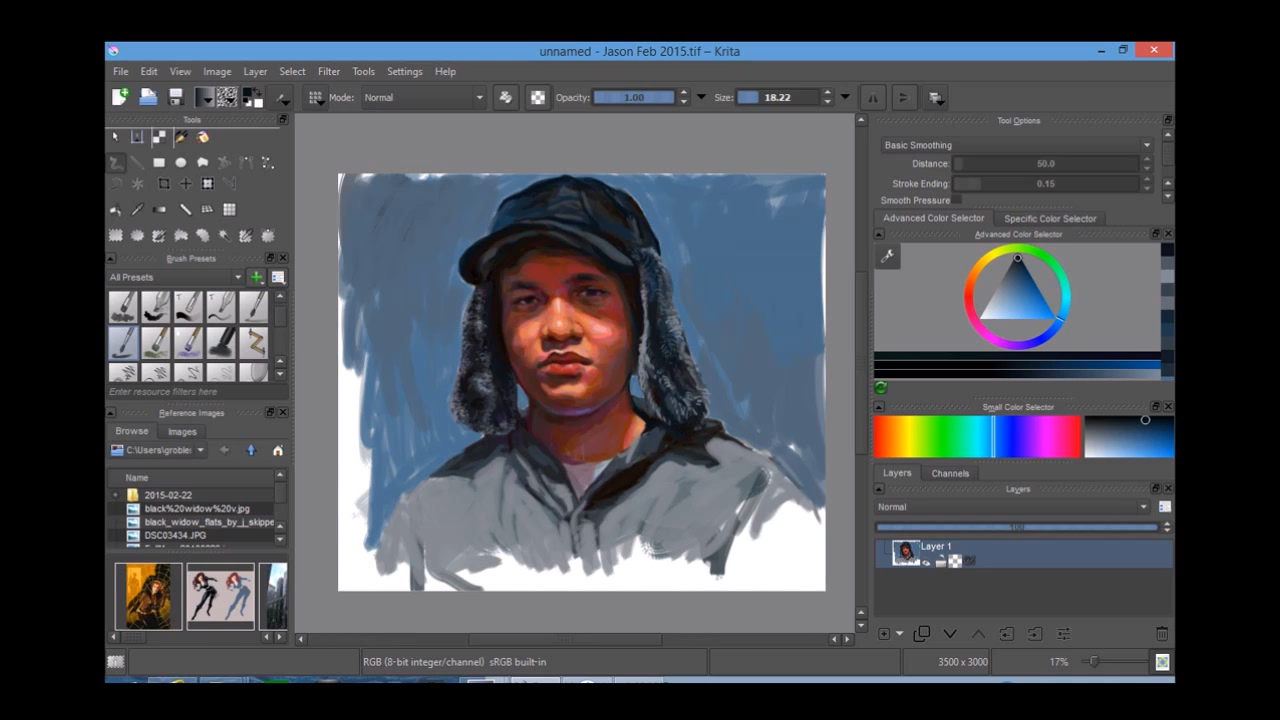 unnamed - Jason Feb 2015.tif – Krita
File Edit View Image Layer Select Filter Tools Settings Help
Mode: Normal Opacity: 1.00 Size: 18.22
Tools
Tool Options
Basic Smoothing
Distance: 50.0
Stroke Ending: 0.15
Smooth Pressure
Advanced Color Selector Specific Color Selector
Advanced Color Selector
Brush Presets
All Presets
Enter resource filters here
Reference Images
Browse Images
C:\Users\groble
Name
2015-02-22
black%20widow%20v.jpg
black_widow_flats_by_j_skippe
DSC03434.JPG
Small Color Selector
Layers Channels
Layers
Normal
100
Layer 1
RGB (8-bit integer/channel) sRGB built-in
3500 x 3000
17%